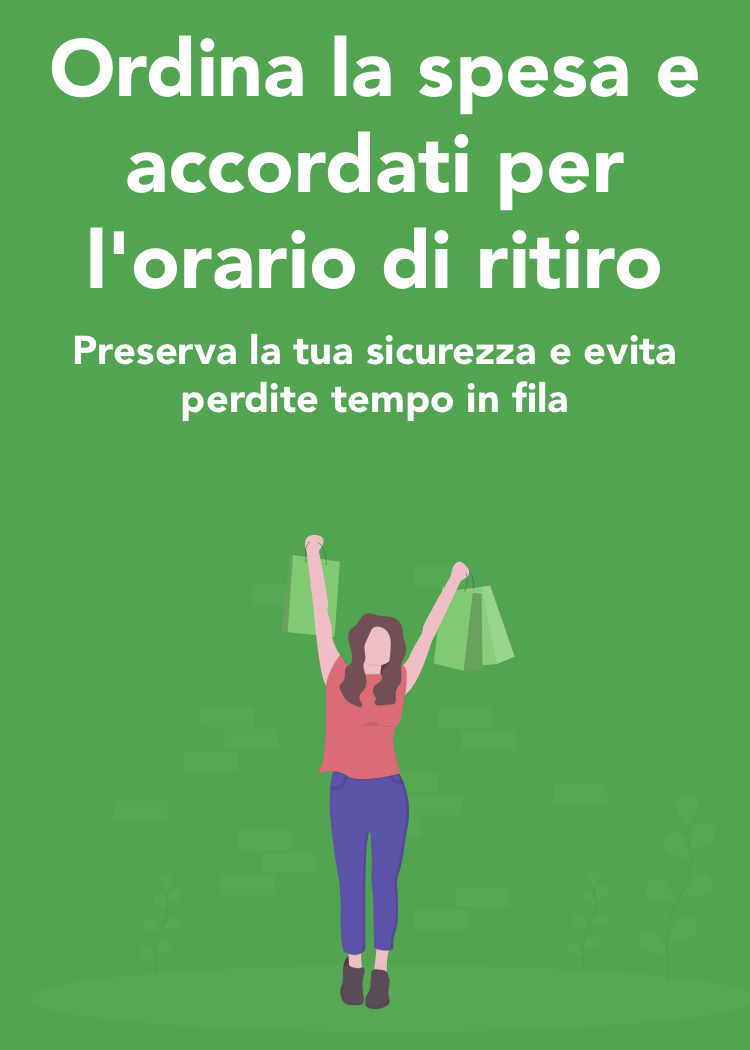 Ordina la spesa e
accordati per
l'orario di ritiro
Preserva la tua sicurezza e evita
perdite tempo in fila